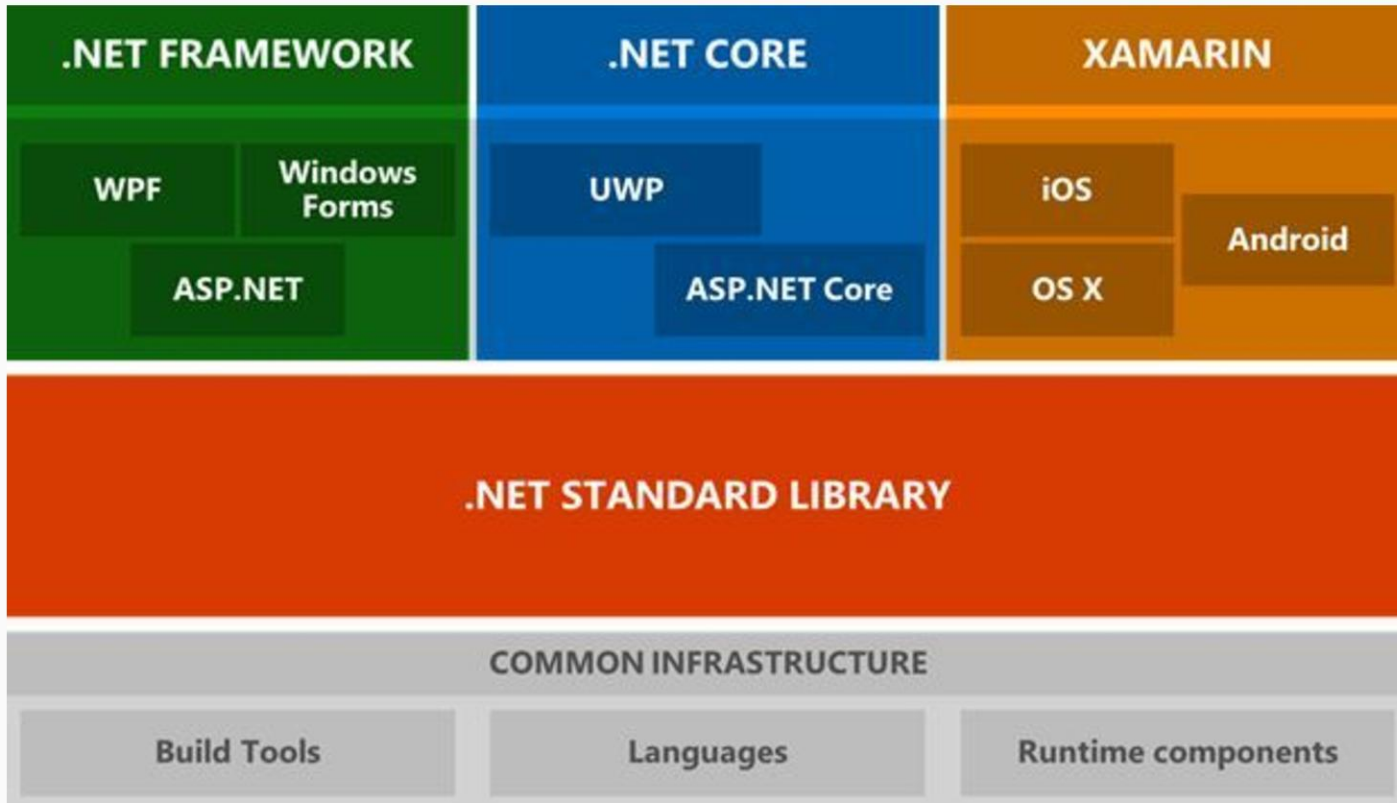 .NET FRAMEWORK
WPF
Windows
Forms
ASP.NET
.NET CORE
UWP
ASP.NET Core
XAMARIN
iOS
Android
OS X
.NET STANDARD LIBRARY
COMMON INFRASTRUCTURE
Build Tools
Languages
Runtime components